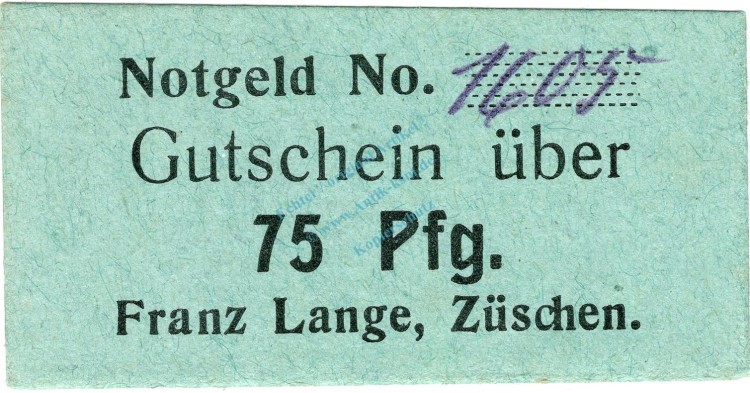 Notgeld No. 1605
Gutschein über
75 Pfg.
Franz Lange, Züschen.